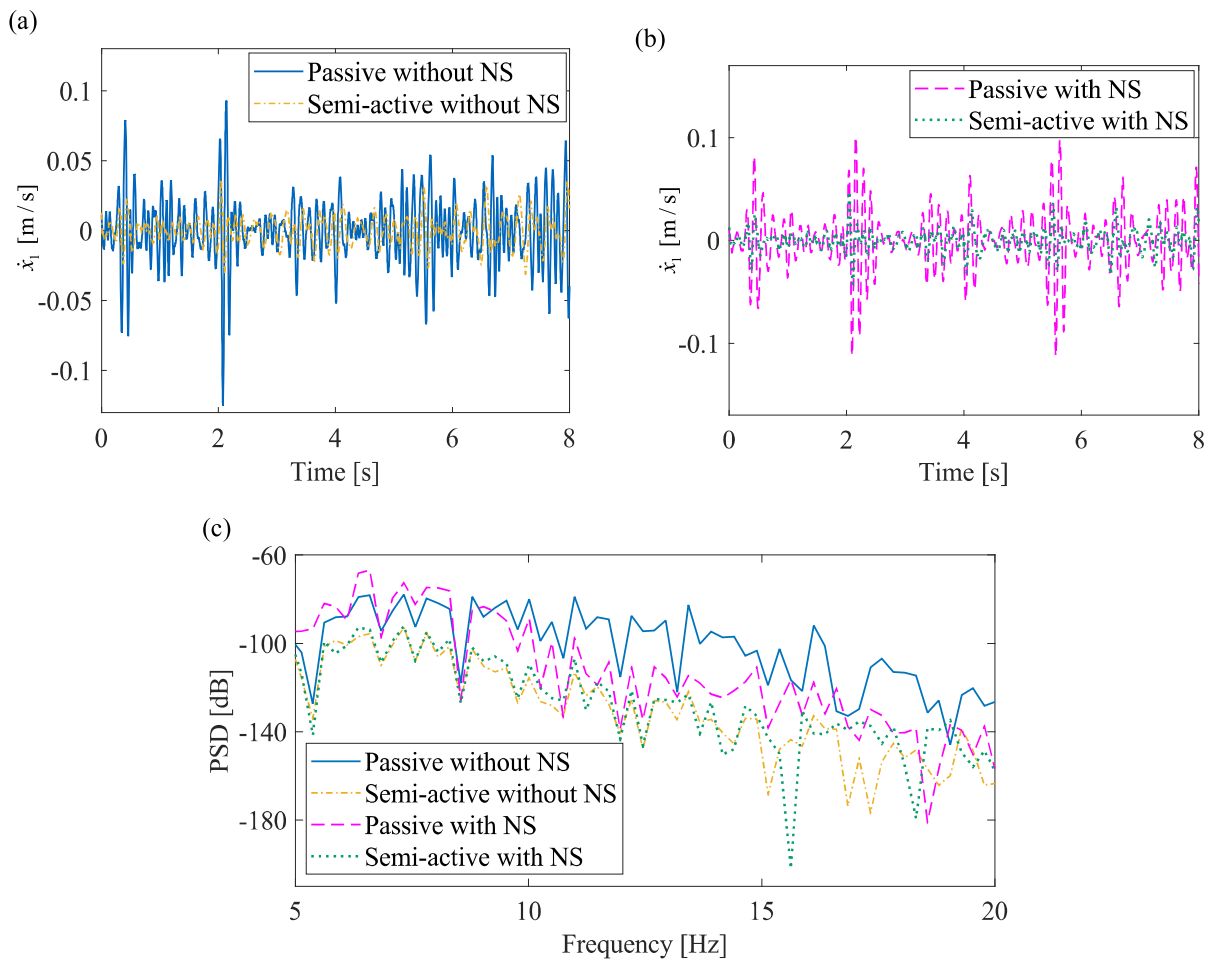 (a)
Passive without NS
Semi-active without NS
0.1
0.05
0
-0.05
-0.1
ẋ₁ [m / s]
0 2 4 6 8
Time [s]
(b)
Passive with NS
Semi-active with NS
0.1
0
-0.1
ẋ₁ [m / s]
0 2 4 6 8
Time [s]
(c)
-60
-100
-140
-180
PSD [dB]
Passive without NS
Semi-active without NS
Passive with NS
Semi-active with NS
5 10 15 20
Frequency [Hz]